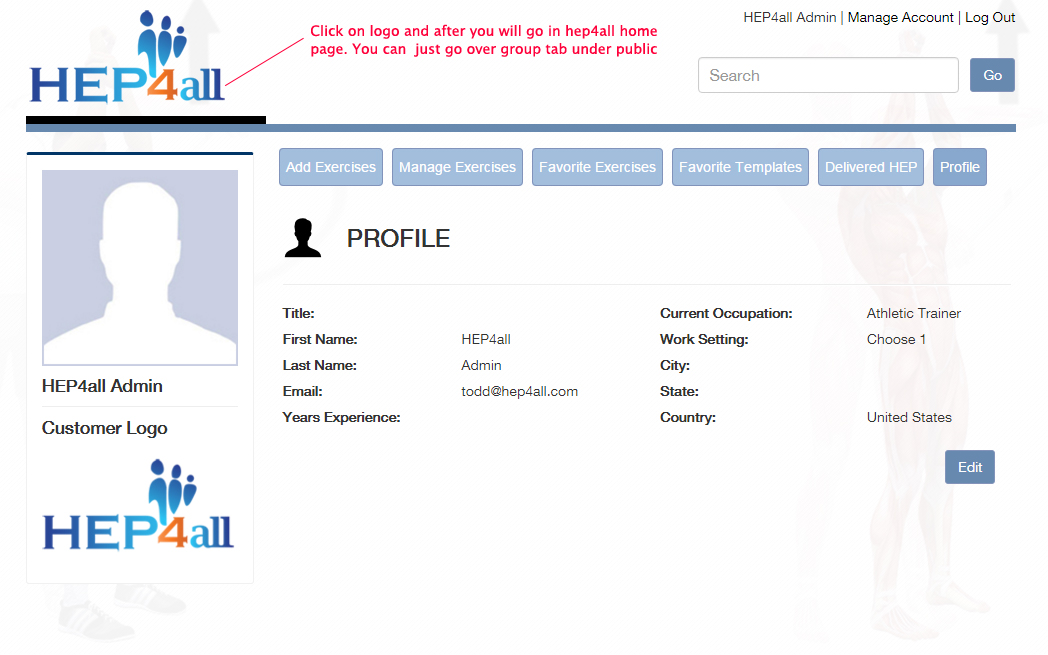 HEP4all Admin | Manage Account | Log Out
Click on logo and after you will go in hep4all home
page. You can just go over group tab under public
HEP4all
Search
Go
Add Exercises
Manage Exercises
Favorite Exercises
Favorite Templates
Delivered HEP
Profile
PROFILE
Title:
First Name: HEP4all
Last Name: Admin
Email: todd@hep4all.com
Years Experience:
Current Occupation: Athletic Trainer
Work Setting: Choose 1
City:
State:
Country: United States
Edit
HEP4all Admin
Customer Logo
HEP4all